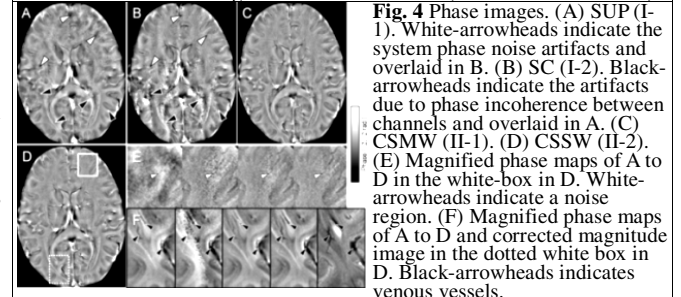 A
B
C
D
E
F
Fig. 4 Phase images. (A) SUP (I-
1). White-arrowheads indicate the
system phase noise artifacts and
overlaid in B. (B) SC (I-2). Black-
arrowheads indicate the artifacts
due to phase incoherence between
channels and overlaid in A. (C)
CSMW (II-1). (D) CSSW (II-2).
(E) Magnified phase maps of A to
D in the white-box in D. White-
arrowheads indicate a noise
region. (F) Magnified phase maps
of A to D and corrected magnitude
image in the dotted white box in
D. Black-arrowheads indicates
venous vessels.